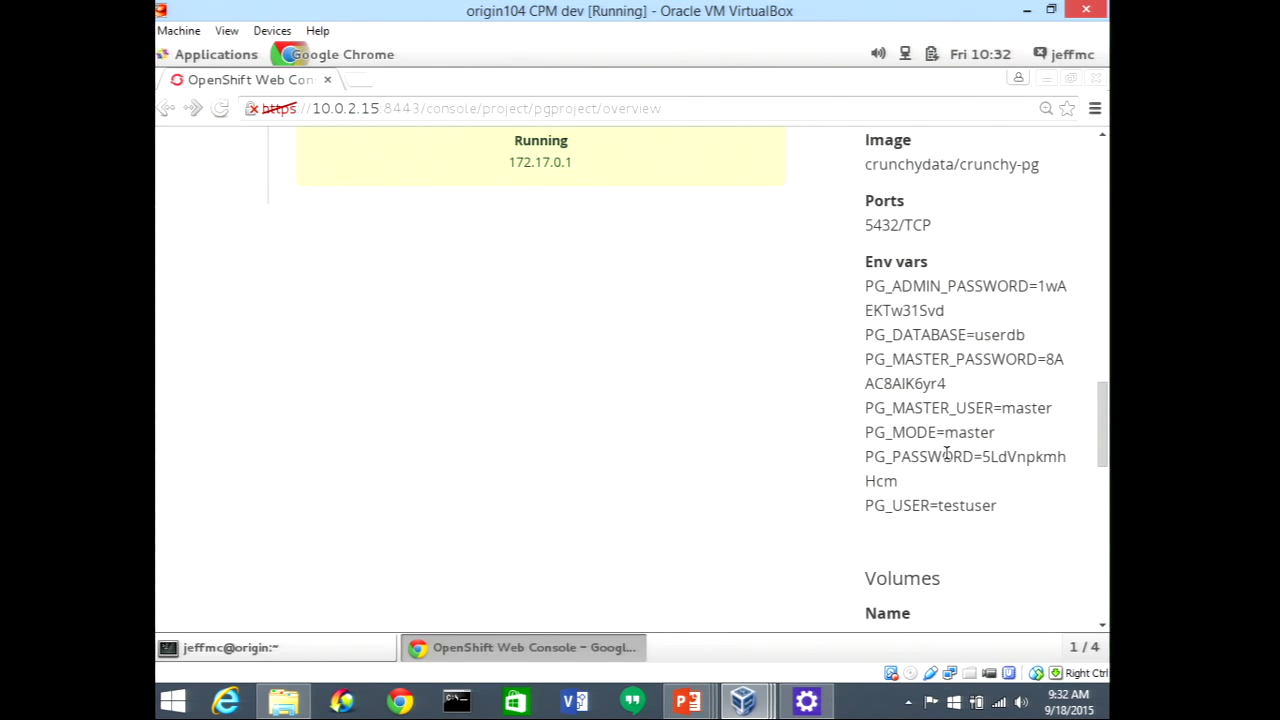 origin104 CPM dev [Running] - Oracle VM VirtualBox
Machine View Devices Help
Applications Google Chrome Fri 10:32 jeffmc
OpenShift Web Con ×
https://10.0.2.15:8443/console/project/pgproject/overview
Running
172.17.0.1
Image
crunchydata/crunchy-pg
Ports
5432/TCP
Env vars
PG_ADMIN_PASSWORD=1wA
EKTw31Svd
PG_DATABASE=userdb
PG_MASTER_PASSWORD=8A
AC8AIK6yr4
PG_MASTER_USER=master
PG_MODE=master
PG_PASSWORD=5LdVnpkmh
Hcm
PG_USER=testuser
Volumes
Name
jeffmc@origin:~ OpenShift Web Console – Googl... 1 / 4
Right Ctrl
9:32 AM
9/18/2015